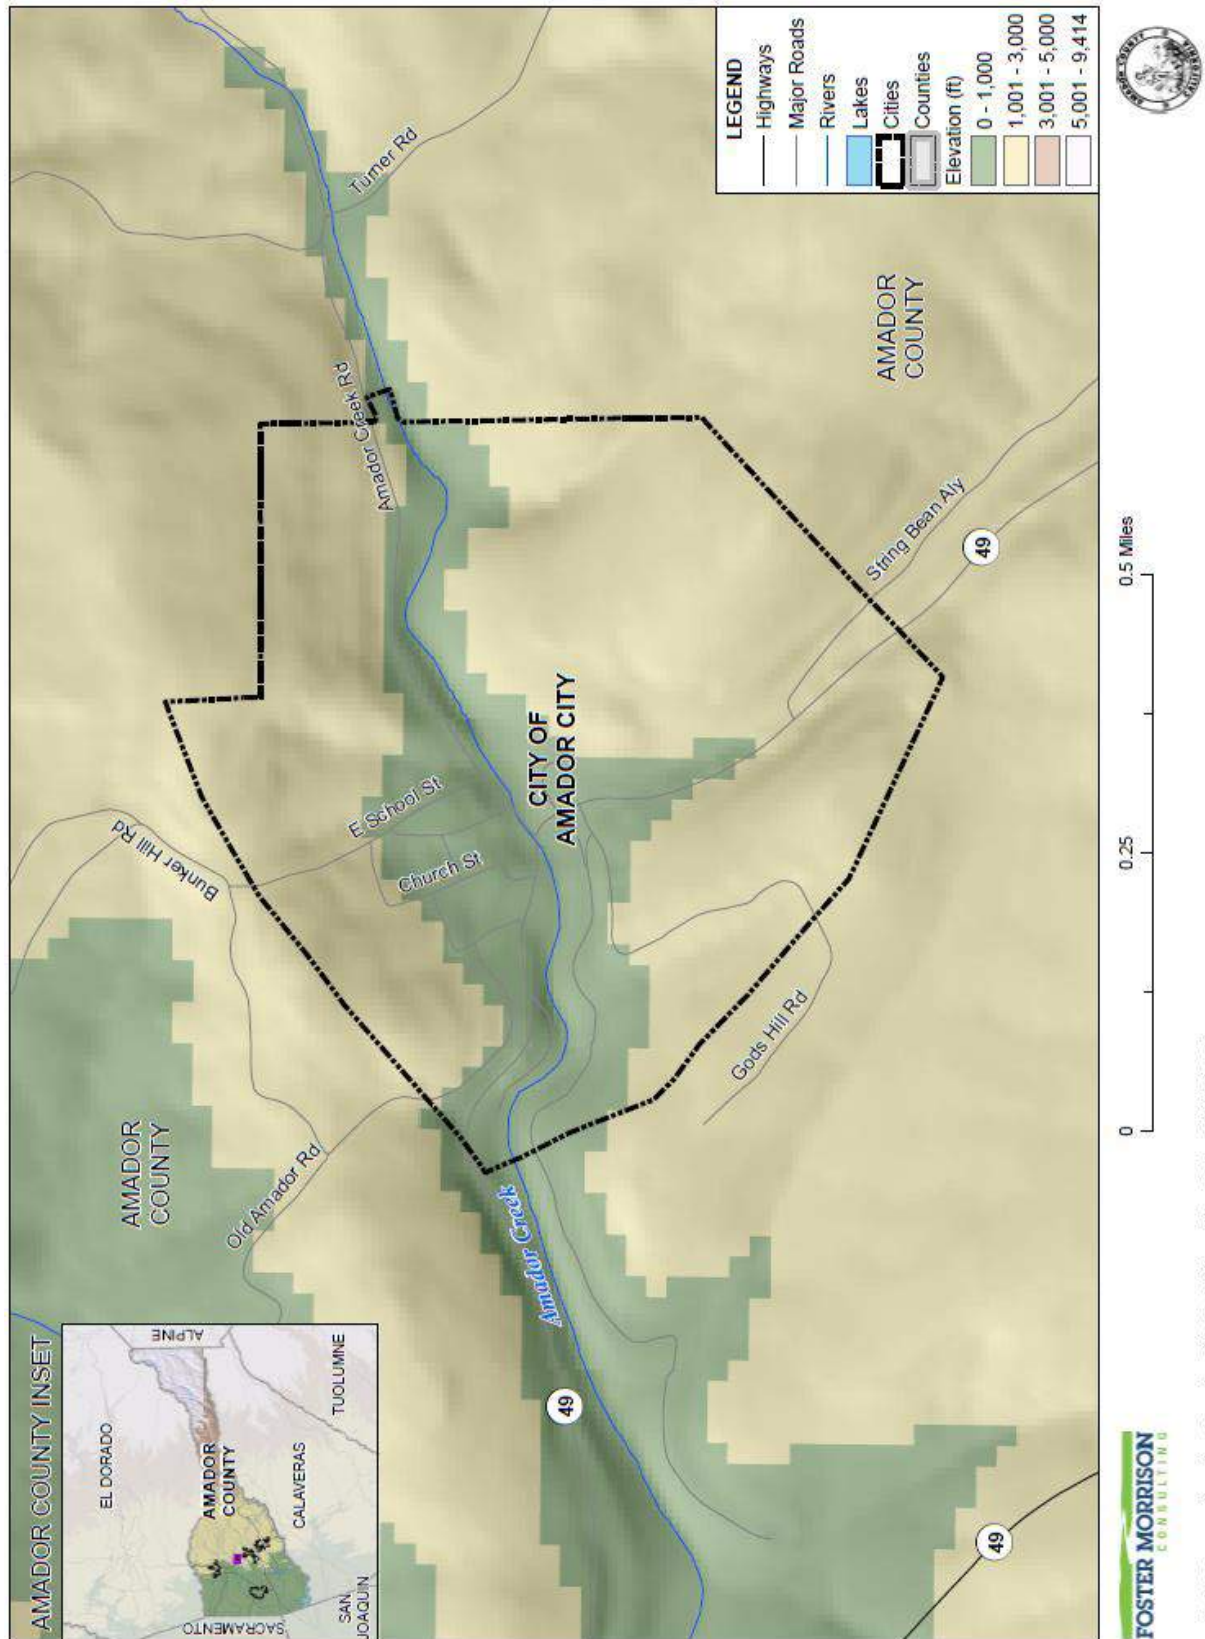 AMADOR COUNTY INSET
EL DORADO
ALPINE
AMADOR
COUNTY
CALAVERAS
TUOLUMNE
SACRAMENTO
SAN
JOAQUIN
AMADOR
COUNTY
Bunker Hill Rd
Old Amador Rd
E School St
Church St
Amador Creek Rd
Turner Rd
Amador Creek
CITY OF
AMADOR CITY
49
Gods Hill Rd
String Bean Aly
49
AMADOR
COUNTY
49
LEGEND
Highways
Major Roads
Rivers
Lakes
Cities
Counties
Elevation (ft)
0 - 1,000
1,001 - 3,000
3,001 - 5,000
5,001 - 9,414
0 0.25 0.5 Miles
FOSTER MORRISON
CONSULTING
AMADOR COUNTY